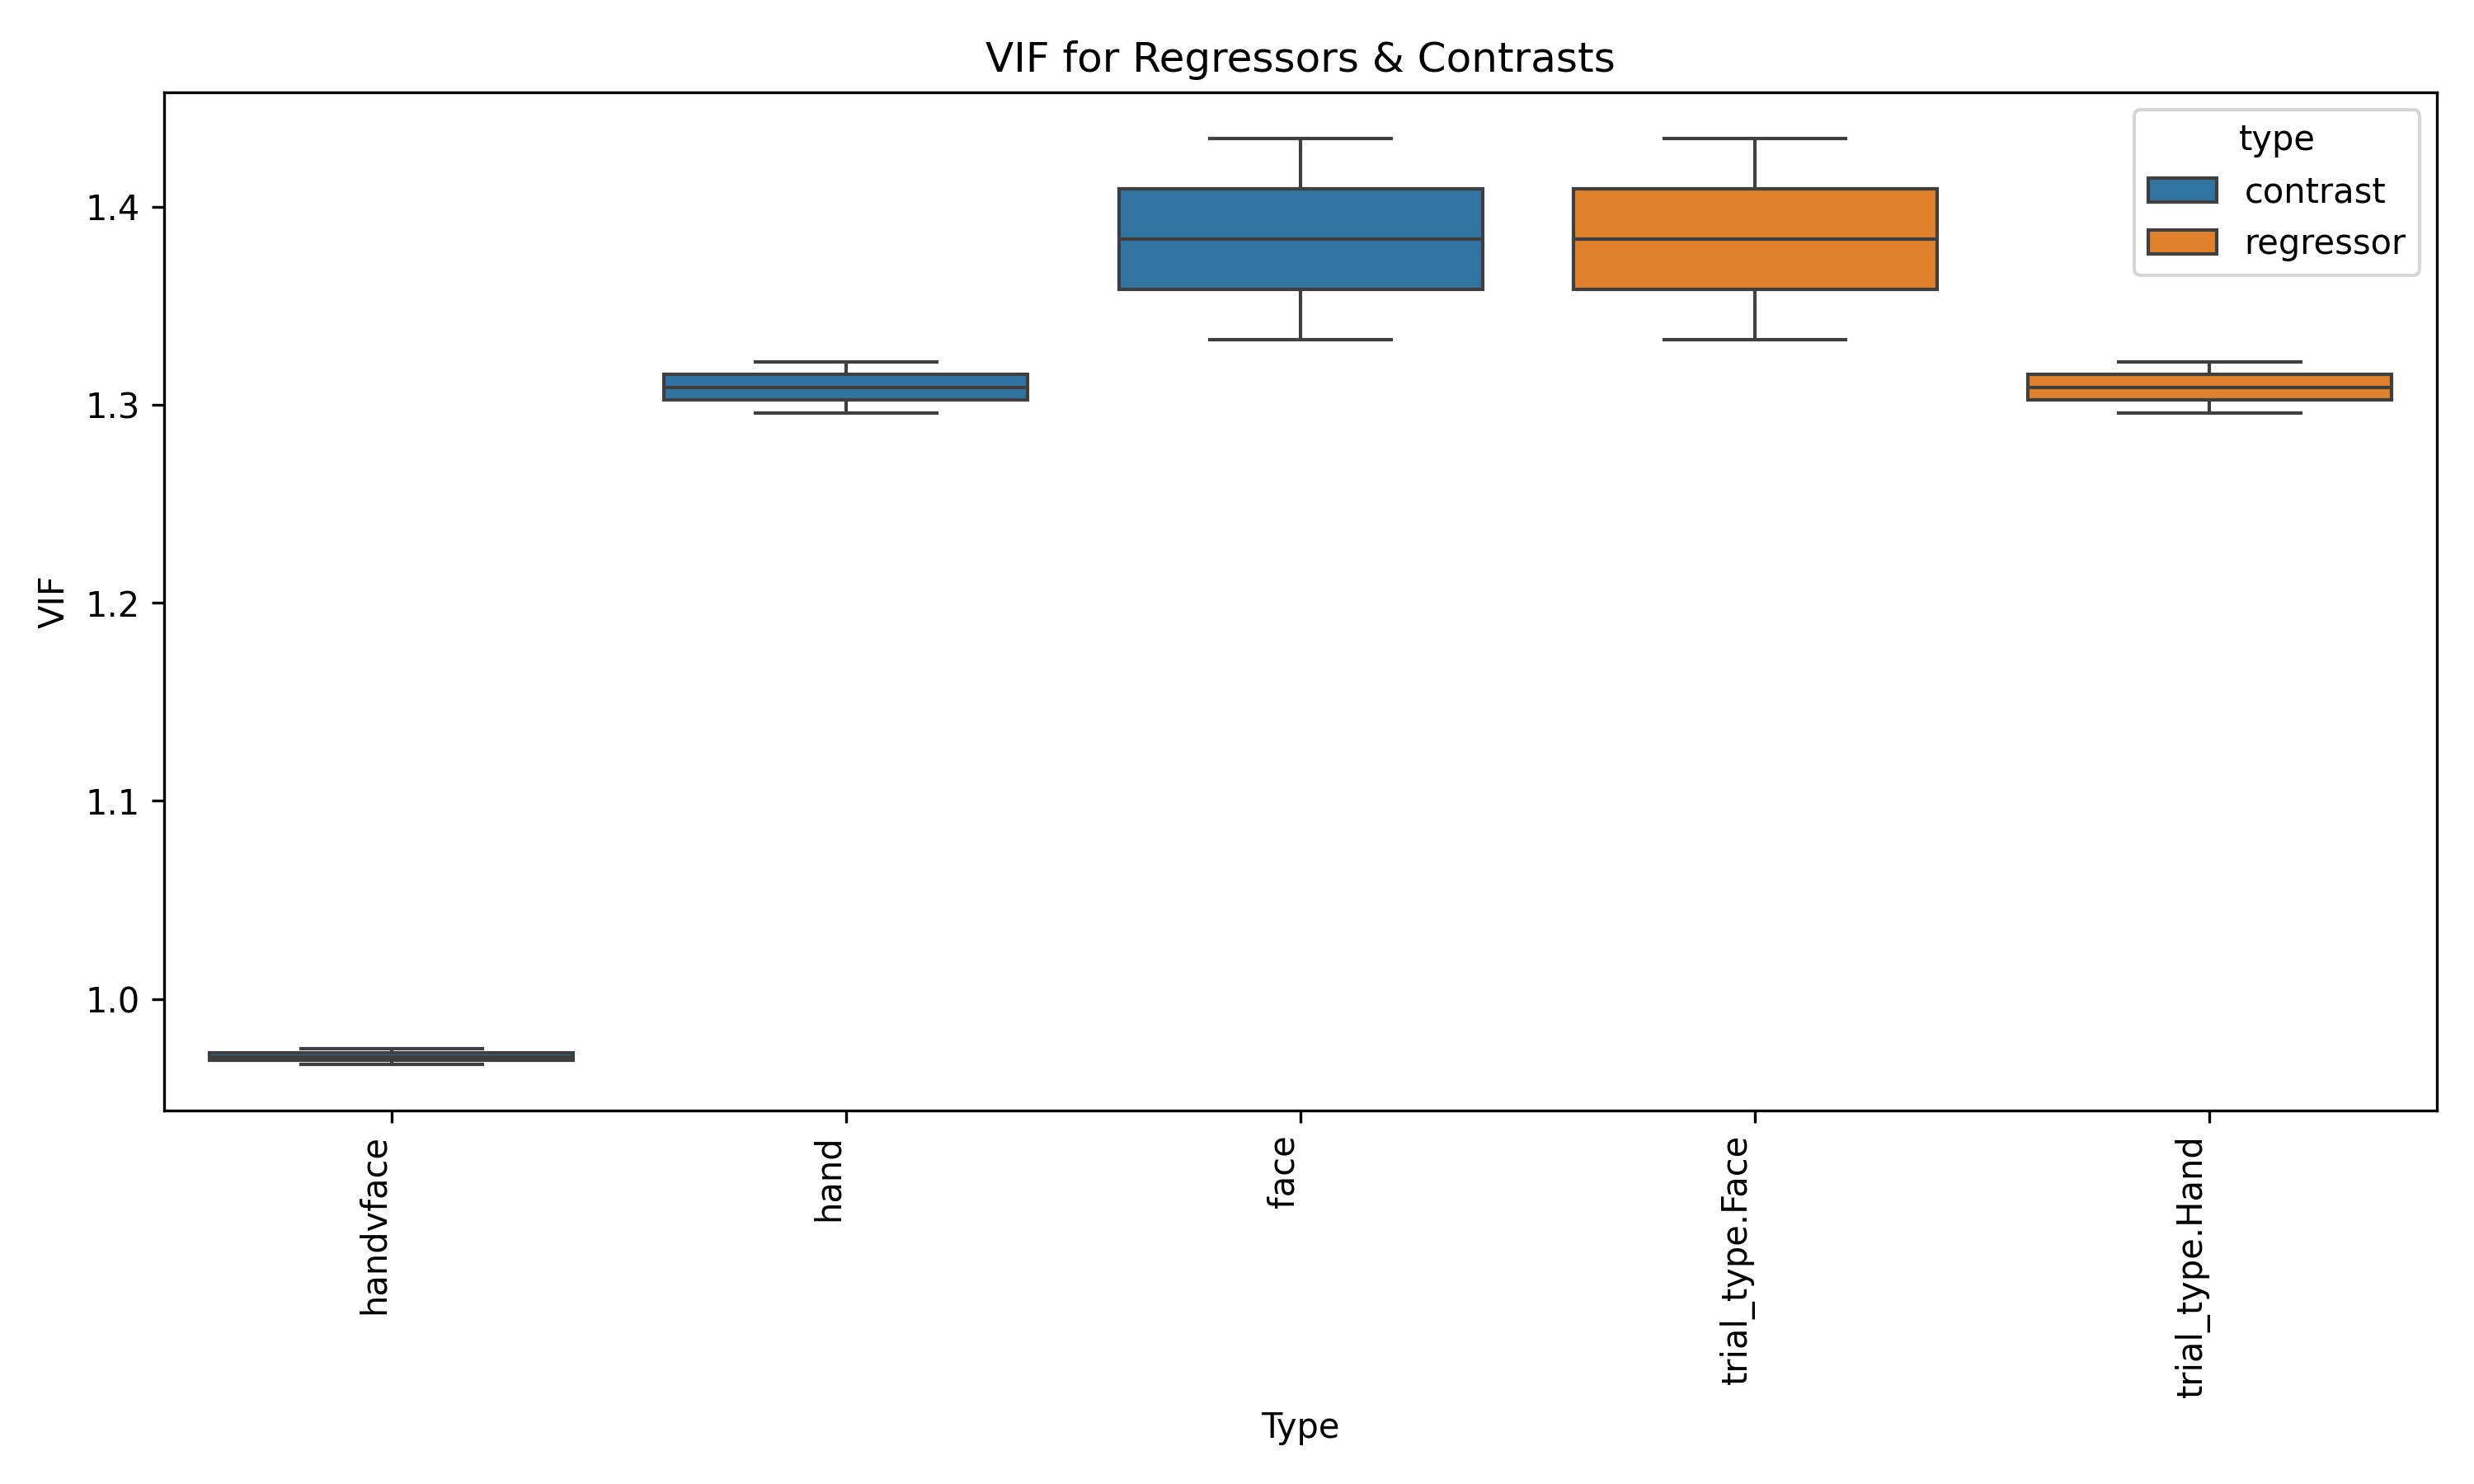 VIF for Regressors & Contrasts
type
contrast
regressor
VIF
1.4
1.3
1.2
1.1
1.0
handvface
hand
face
trial_type.Face
trial_type.Hand
Type